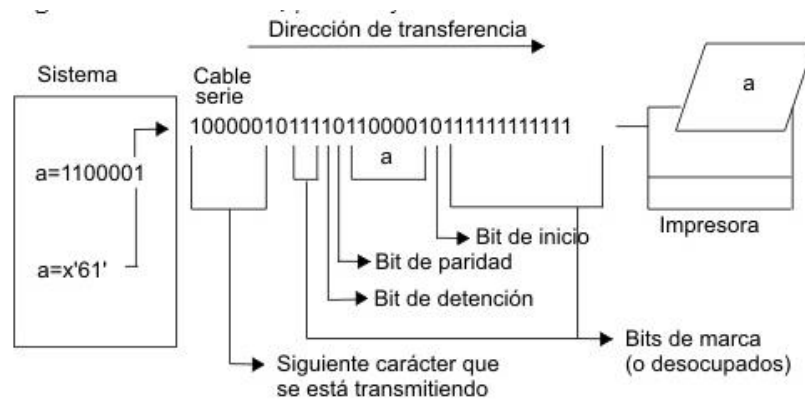 Dirección de transferencia
Sistema
Cable
serie
1000001011110110000101111111111111
a
a=1100001
a
Bit de inicio
Impresora
Bit de paridad
a=x'61'
Bit de detención
Bits de marca
(o desocupados)
Siguiente carácter que
se está transmitiendo